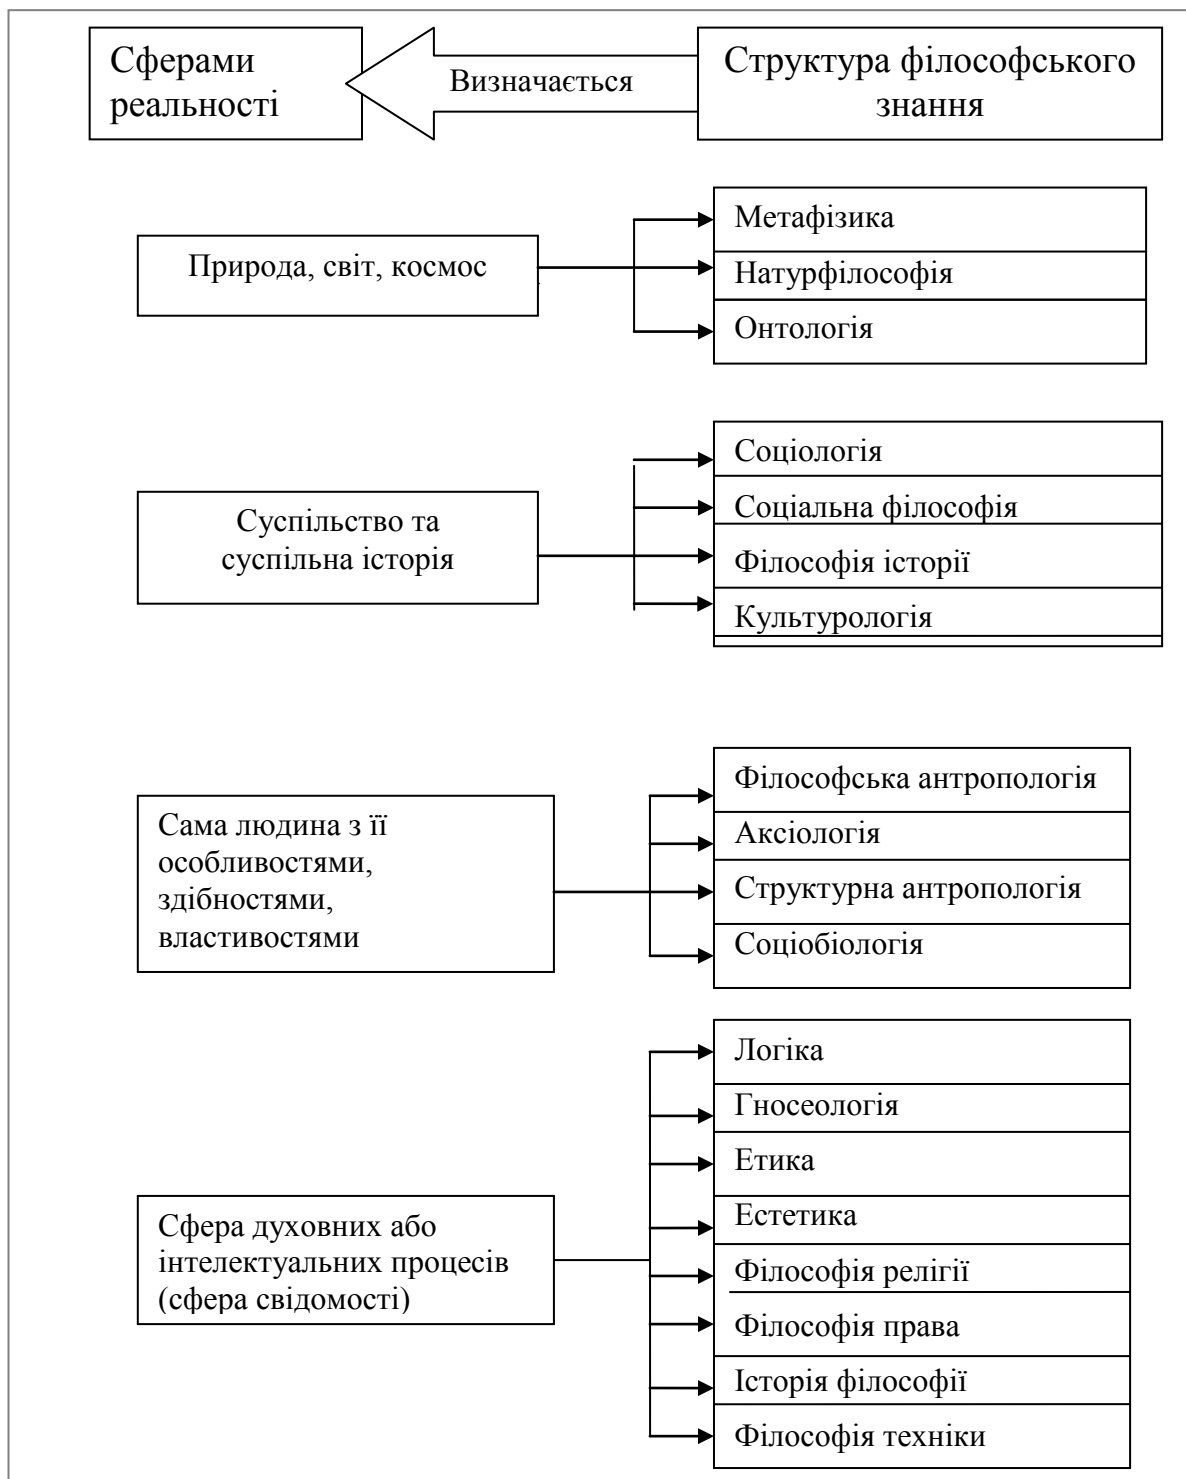 Сферами
реальності
Визначається
Структура філософського
знання
Природа, світ, космос
Метафізика
Натурфілософія
Онтологія
Суспільство та
суспільна історія
Соціологія
Соціальна філософія
Філософія історії
Культурологія
Сама людина з її
особливостями,
здібностями,
властивостями
Філософська антропологія
Аксіологія
Структурна антропологія
Соціобіологія
Сфера духовних або
інтелектуальних процесів
(сфера свідомості)
Логіка
Гносеологія
Етика
Естетика
Філософія релігії
Філософія права
Історія філософії
Філософія техніки